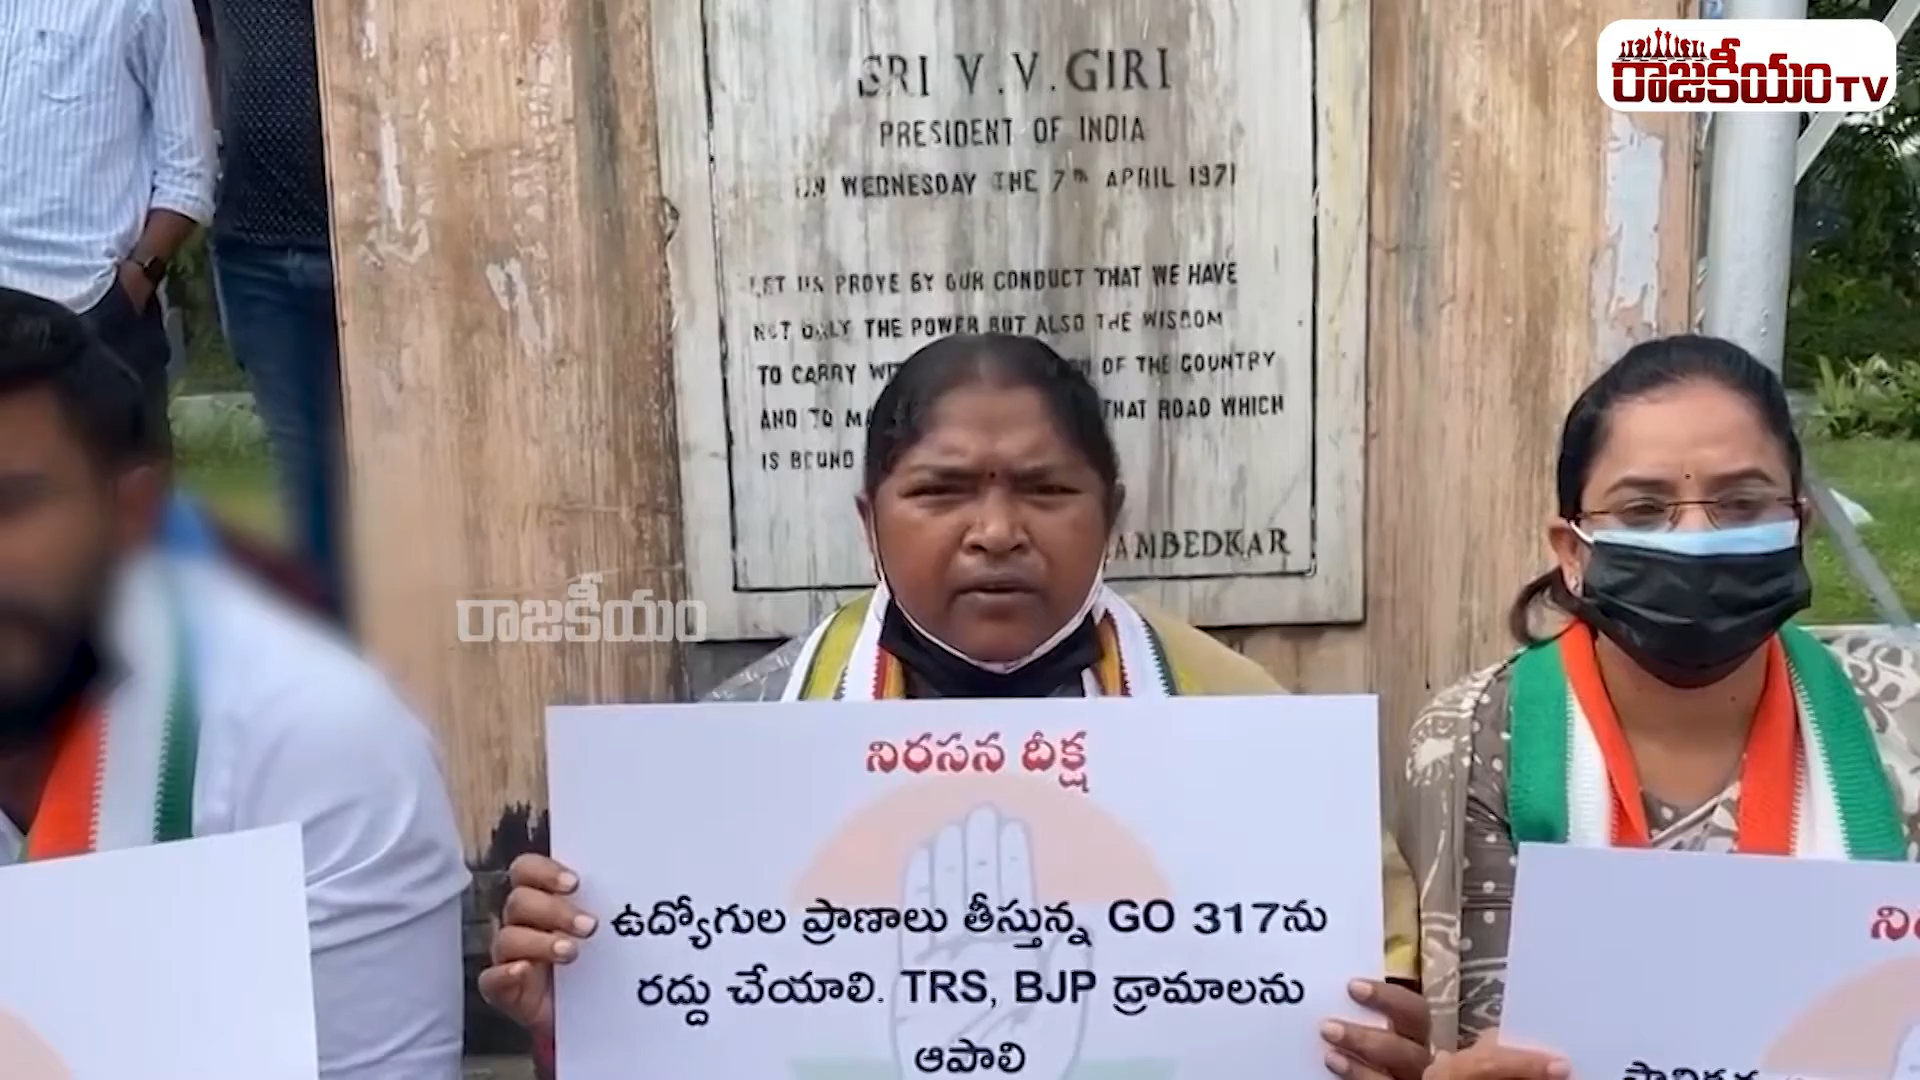 రాజకీయం TV
SRI V. V. GIRI
PRESIDENT OF INDIA
ON WEDNESDAY THE 7TH APRIL 1971
LET US PROVE BY OUR CONDUCT THAT WE HAVE
NOT ONLY THE POWER BUT ALSO THE WISDOM
TO CARRY OF THE COUNTRY
AND TO THAT ROAD WHICH
IS BOUND
AMBEDKAR
రాజకీయం
నిరసన దీక్ష
ఉద్యోగుల ప్రాణాలు తీస్తున్న GO 317ను
రద్దు చేయాలి. TRS, BJP డ్రామాలను
ఆపాలి